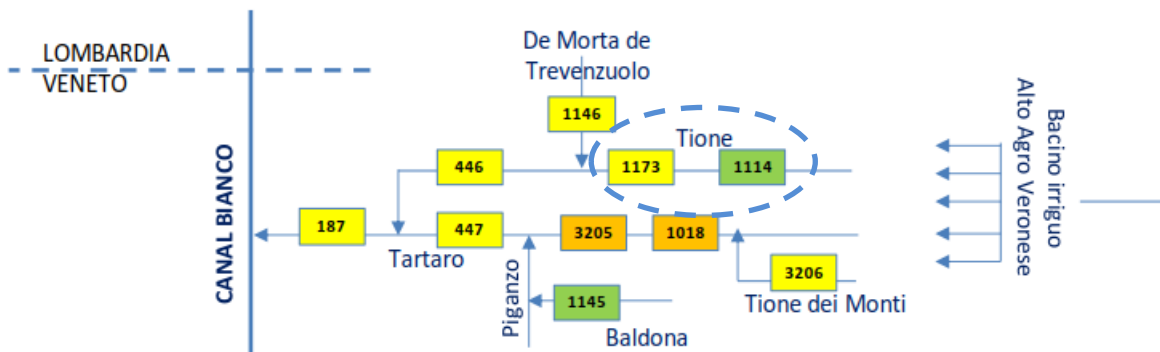 LOMBARDIA
VENETO
CANAL BIANCO
De Morta de
Trevenzuolo
1146
Tione
446
1173
1114
187
447
3205
1018
Tartaro
Piganzo
3206
Tione dei Monti
1145
Baldona
Bacino irriguo
Alto Agro Veronese